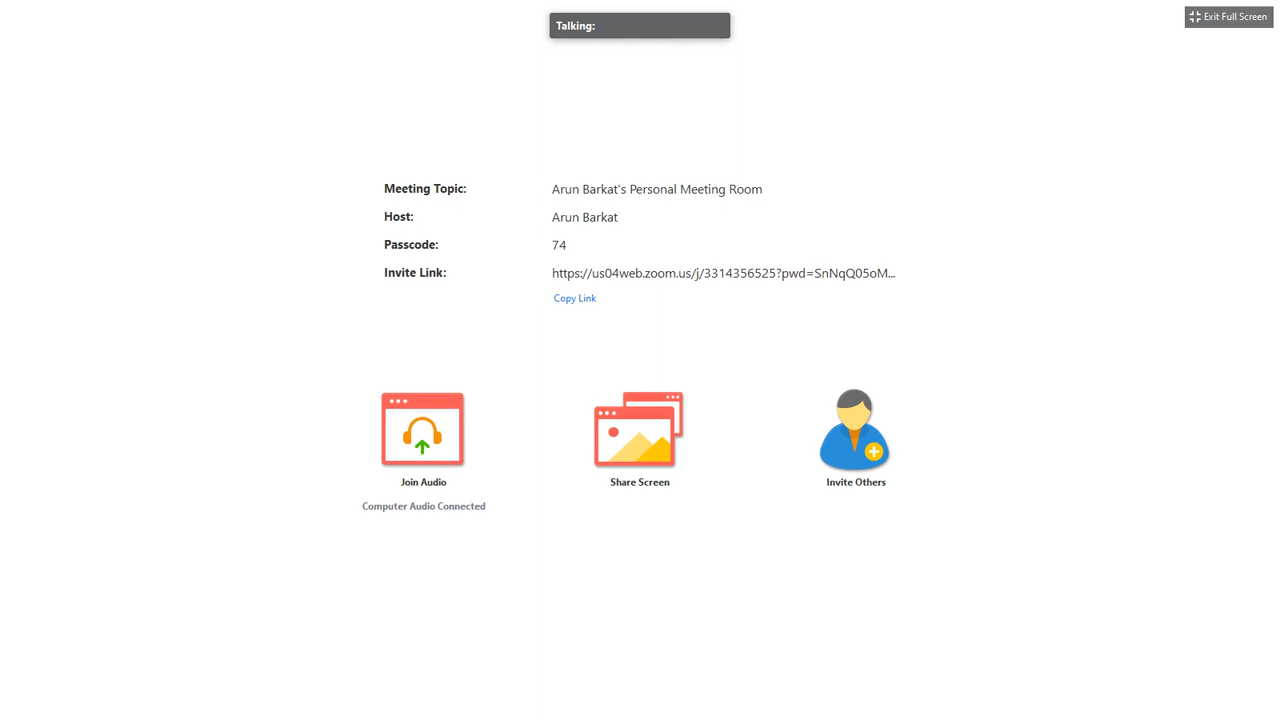 Talking:
Exit Full Screen
Meeting Topic: Arun Barkat's Personal Meeting Room
Host: Arun Barkat
Passcode: 74
Invite Link: https://us04web.zoom.us/j/3314356525?pwd=SnNqQ05oM...
Copy Link
Join Audio
Share Screen
Invite Others
Computer Audio Connected